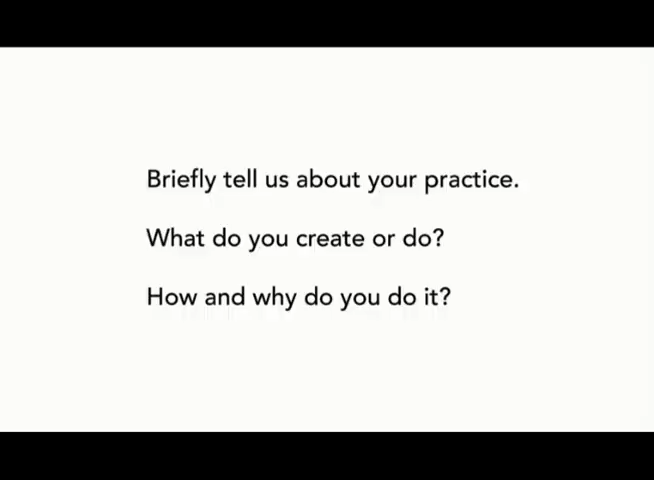 Briefly tell us about your practice.
What do you create or do?
How and why do you do it?